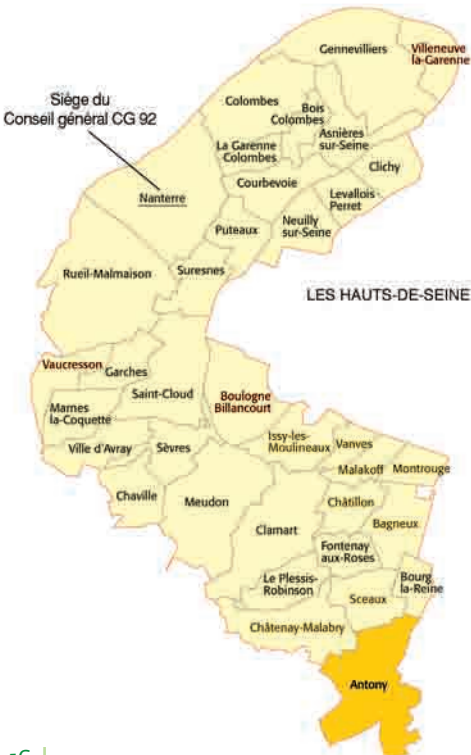 Gennevilliers
Villeneuve
la-Garenne
Siège du
Conseil général CG 92
Colombes
Bois
Colombes
Asnières
sur-Seine
La Garenne
Colombes
Clichy
Courbevoie
Levallois-
Perret
Nanterre
Neuilly
sur-Seine
Puteaux
Rueil-Malmaison
Suresnes
LES HAUTS-DE-SEINE
Vaucresson
Garches
Saint-Cloud
Boulogne
Billancourt
Marnes
la-Coquette
Issy-les-
Moulineaux
Vanves
Ville d'Avray
Sèvres
Malakoff
Montrouge
Chaville
Meudon
Châtillon
Bagneux
Clamart
Fontenay
aux-Roses
Le Plessis-
Robinson
Bourg
la-Reine
Sceaux
Châtenay-Malabry
Antony